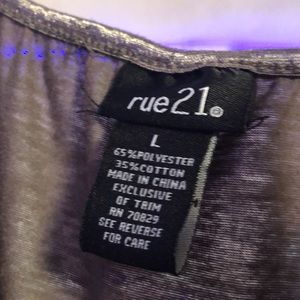 rue21®
L
65%POLYESTER
35%COTTON
MADE IN CHINA
EXCLUSIVE
OF TRIM
RN 70829
SEE REVERSE
FOR CARE